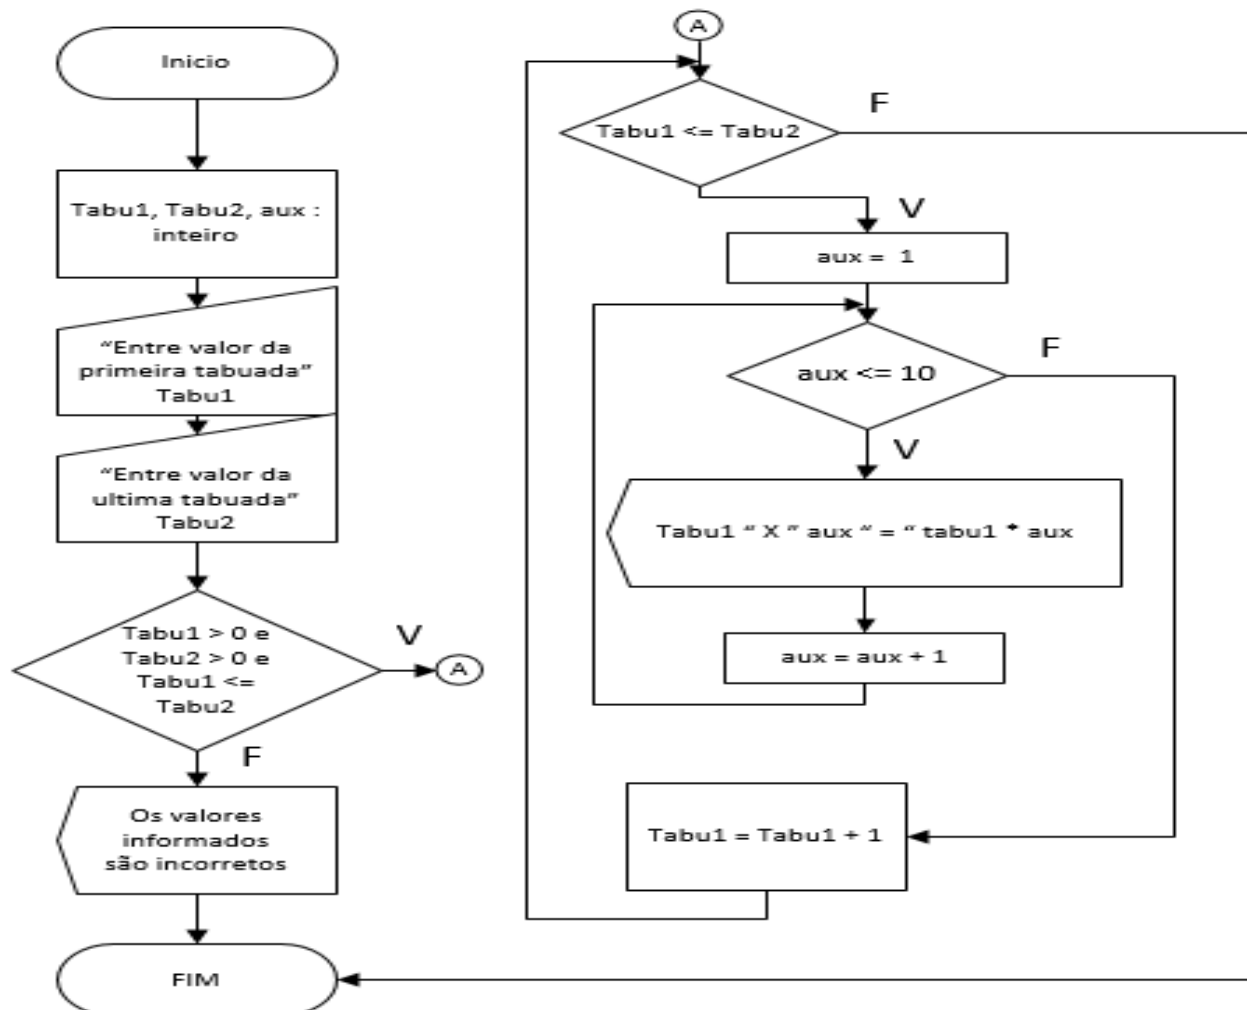 Inicio
Tabu1, Tabu2, aux :
inteiro
“Entre valor da
primeira tabuada”
Tabu1
“Entre valor da
ultima tabuada”
Tabu2
Tabu1 > 0 e
Tabu2 > 0 e
Tabu1 <=
Tabu2
V
A
F
Os valores
informados
são incorretos
FIM
A
Tabu1 <= Tabu2
F
V
aux = 1
aux <= 10
F
V
Tabu1 “ X ” aux “ = “ tabu1 * aux
aux = aux + 1
Tabu1 = Tabu1 + 1